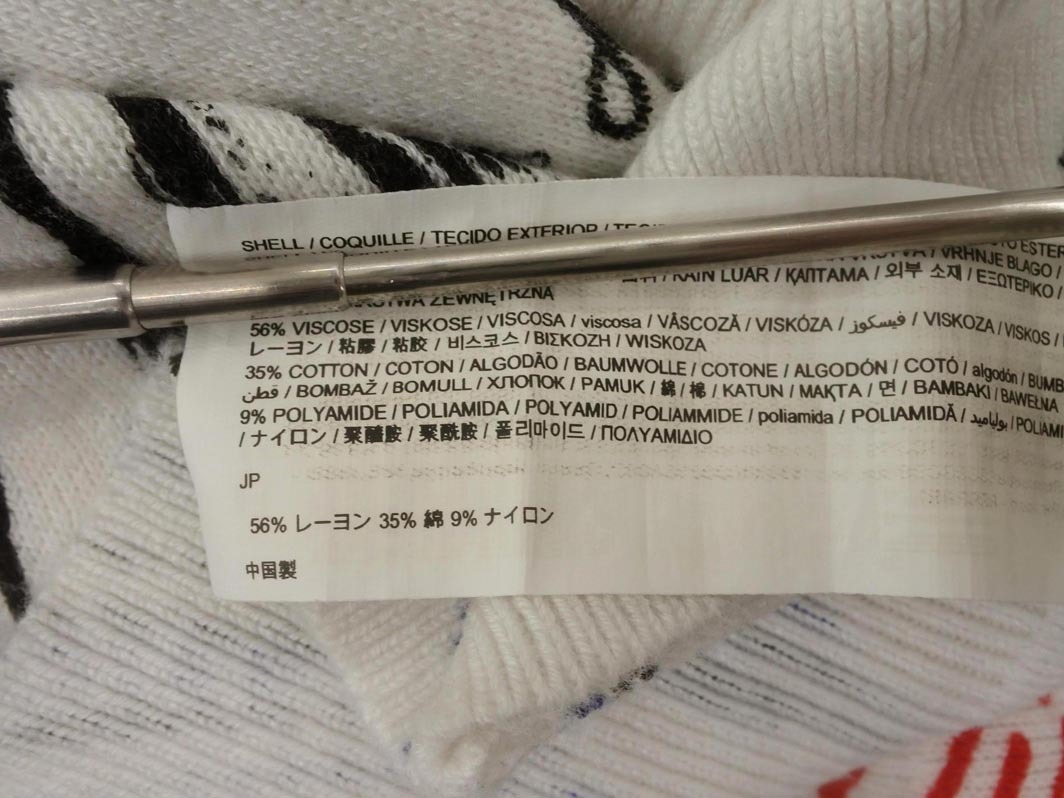 SHELL / COQUILLE / TECIDO EXTERIOR /
VRHNJE BLAGO /
KAIN LUAR / ҚАПТАМА / 외부 소재 / ΕΞΩΤΕΡΙΚΟ /
ZEWNĘTRZNA
56% VISCOSE / VISKOSE / VISCOSA / viscosa / VÂSCOZĂ / VISKÓZA / فيسكوز / VISKOZA / VISKOS /
レーヨン / 粘膠 / 粘胶 / 비스코스 / ΒΙΣΚΟΖΗ / WISKOZA
35% COTTON / COTON / ALGODÃO / BAUMWOLLE / COTONE / ALGODÓN / COTÓ / algodón /
قطن / BOMBAŽ / BOMULL / ХЛОПОК / PAMUK / 綿 / 棉 / KATUN / МАҚТА / 면 / BAMBAKI / BAWEŁNA
9% POLYAMIDE / POLIAMIDA / POLYAMID / POLIAMMIDE / poliamida / POLIAMIDĂ / بولياميد /
/ ナイロン / 聚醯胺 / 聚酰胺 / 폴리마이드 / ΠΟΛΥΑΜΙΔΙΟ
JP
56% レーヨン 35% 綿 9% ナイロン
中国製